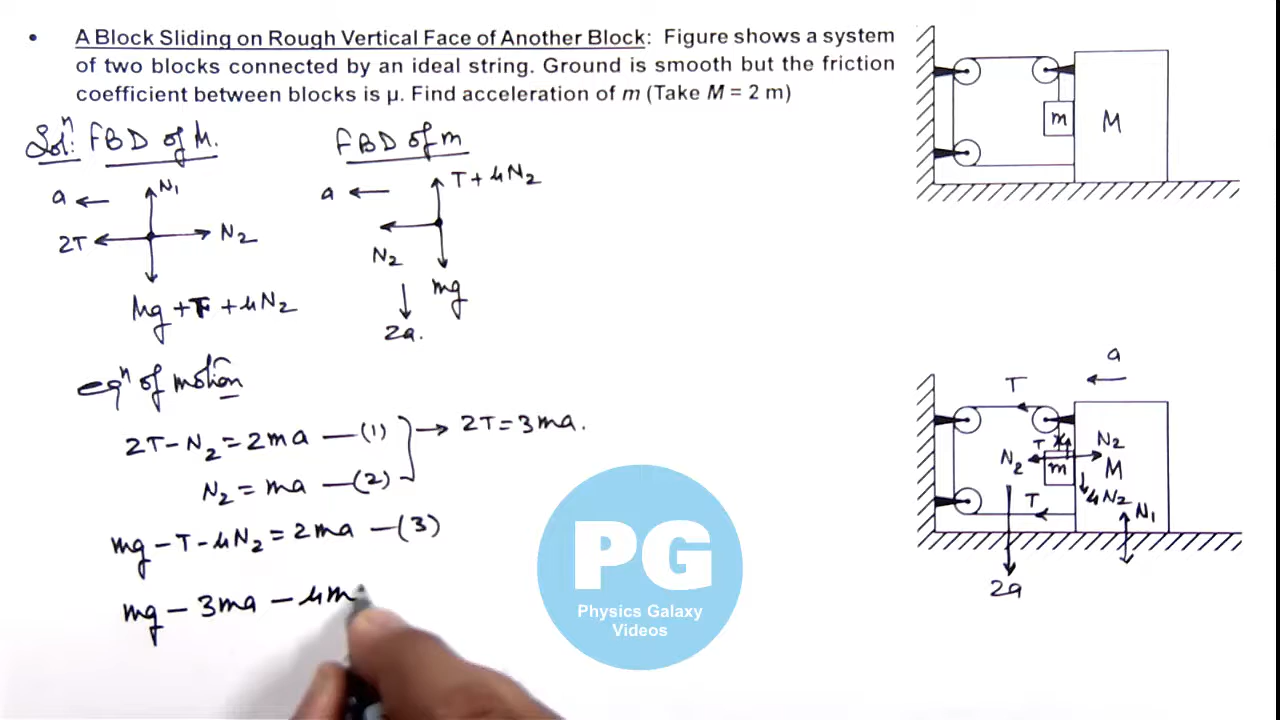 • A Block Sliding on Rough Vertical Face of Another Block: Figure shows a system
of two blocks connected by an ideal string. Ground is smooth but the friction
coefficient between blocks is μ. Find acceleration of m (Take M = 2 m)
Solⁿ: FBD of M.
FBD of m
a ←
N₁
2T
N₂
Mg + T + μN₂
a ←
T + μN₂
N₂
mg
2a.
eqⁿ of motion
2T - N₂ = 2ma —(1)
→ 2T = 3ma.
N₂ = ma —(2)
mg - T - μN₂ = 2ma —(3)
mg - 3ma - μm
m
M
a
T
T
N₂
N₂
m
M
μN₂
T
N₁
2a
PG
Physics Galaxy
Videos